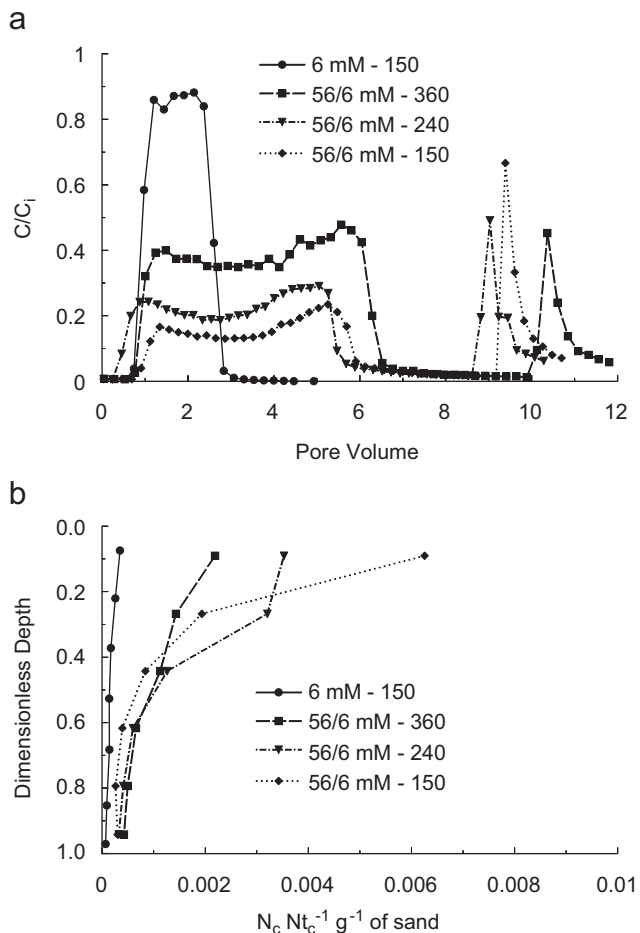 a
1
0.8
0.6
0.4
0.2
0
C/Ci
6 mM - 150
56/6 mM - 360
56/6 mM - 240
56/6 mM - 150
0 2 4 6 8 10 12
Pore Volume
b
0.0
0.2
0.4
0.6
0.8
1.0
Dimensionless Depth
6 mM - 150
56/6 mM - 360
56/6 mM - 240
56/6 mM - 150
0 0.002 0.004 0.006 0.008 0.01
Nc Ntc⁻¹ g⁻¹ of sand